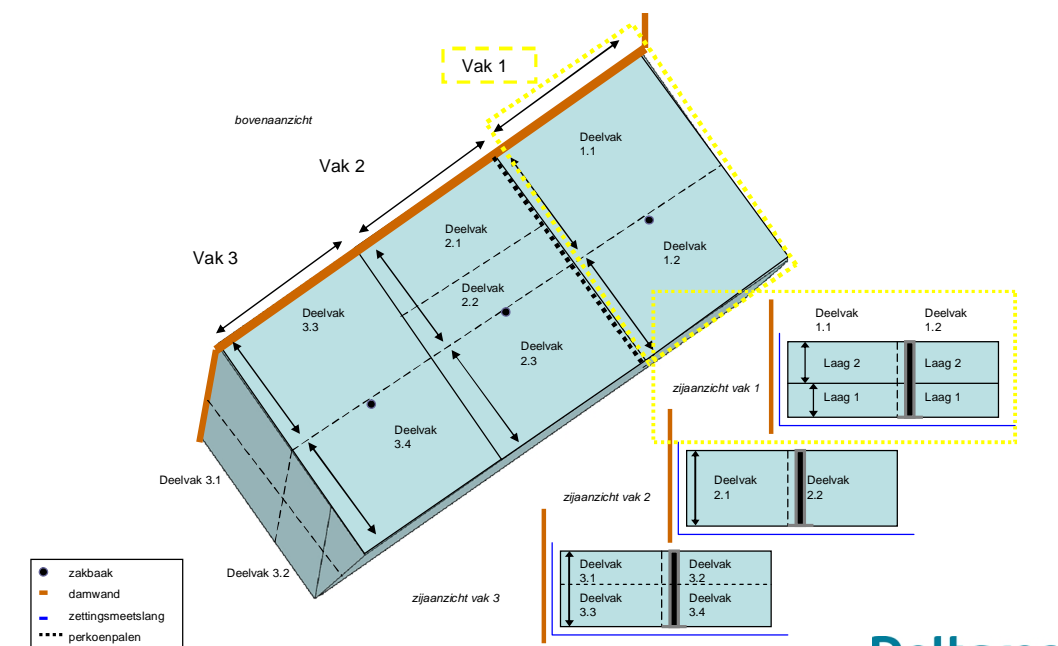 Vak 1
bovenaanzicht
Deelvak
1.1
Vak 2
Deelvak
2.1
Deelvak
1.2
Vak 3
Deelvak
2.2
Deelvak
3.3
Deelvak
2.3
Deelvak
3.4
Deelvak 3.1
Deelvak 3.2
Deelvak
1.1
Deelvak
1.2
Laag 2
Laag 2
Laag 1
Laag 1
zijaanzicht vak 1
Deelvak
2.1
Deelvak
2.2
zijaanzicht vak 2
Deelvak
3.1
Deelvak
3.2
Deelvak
3.3
Deelvak
3.4
zijaanzicht vak 3
zakbaak
damwand
zettingsmeetslang
perkoenpalen